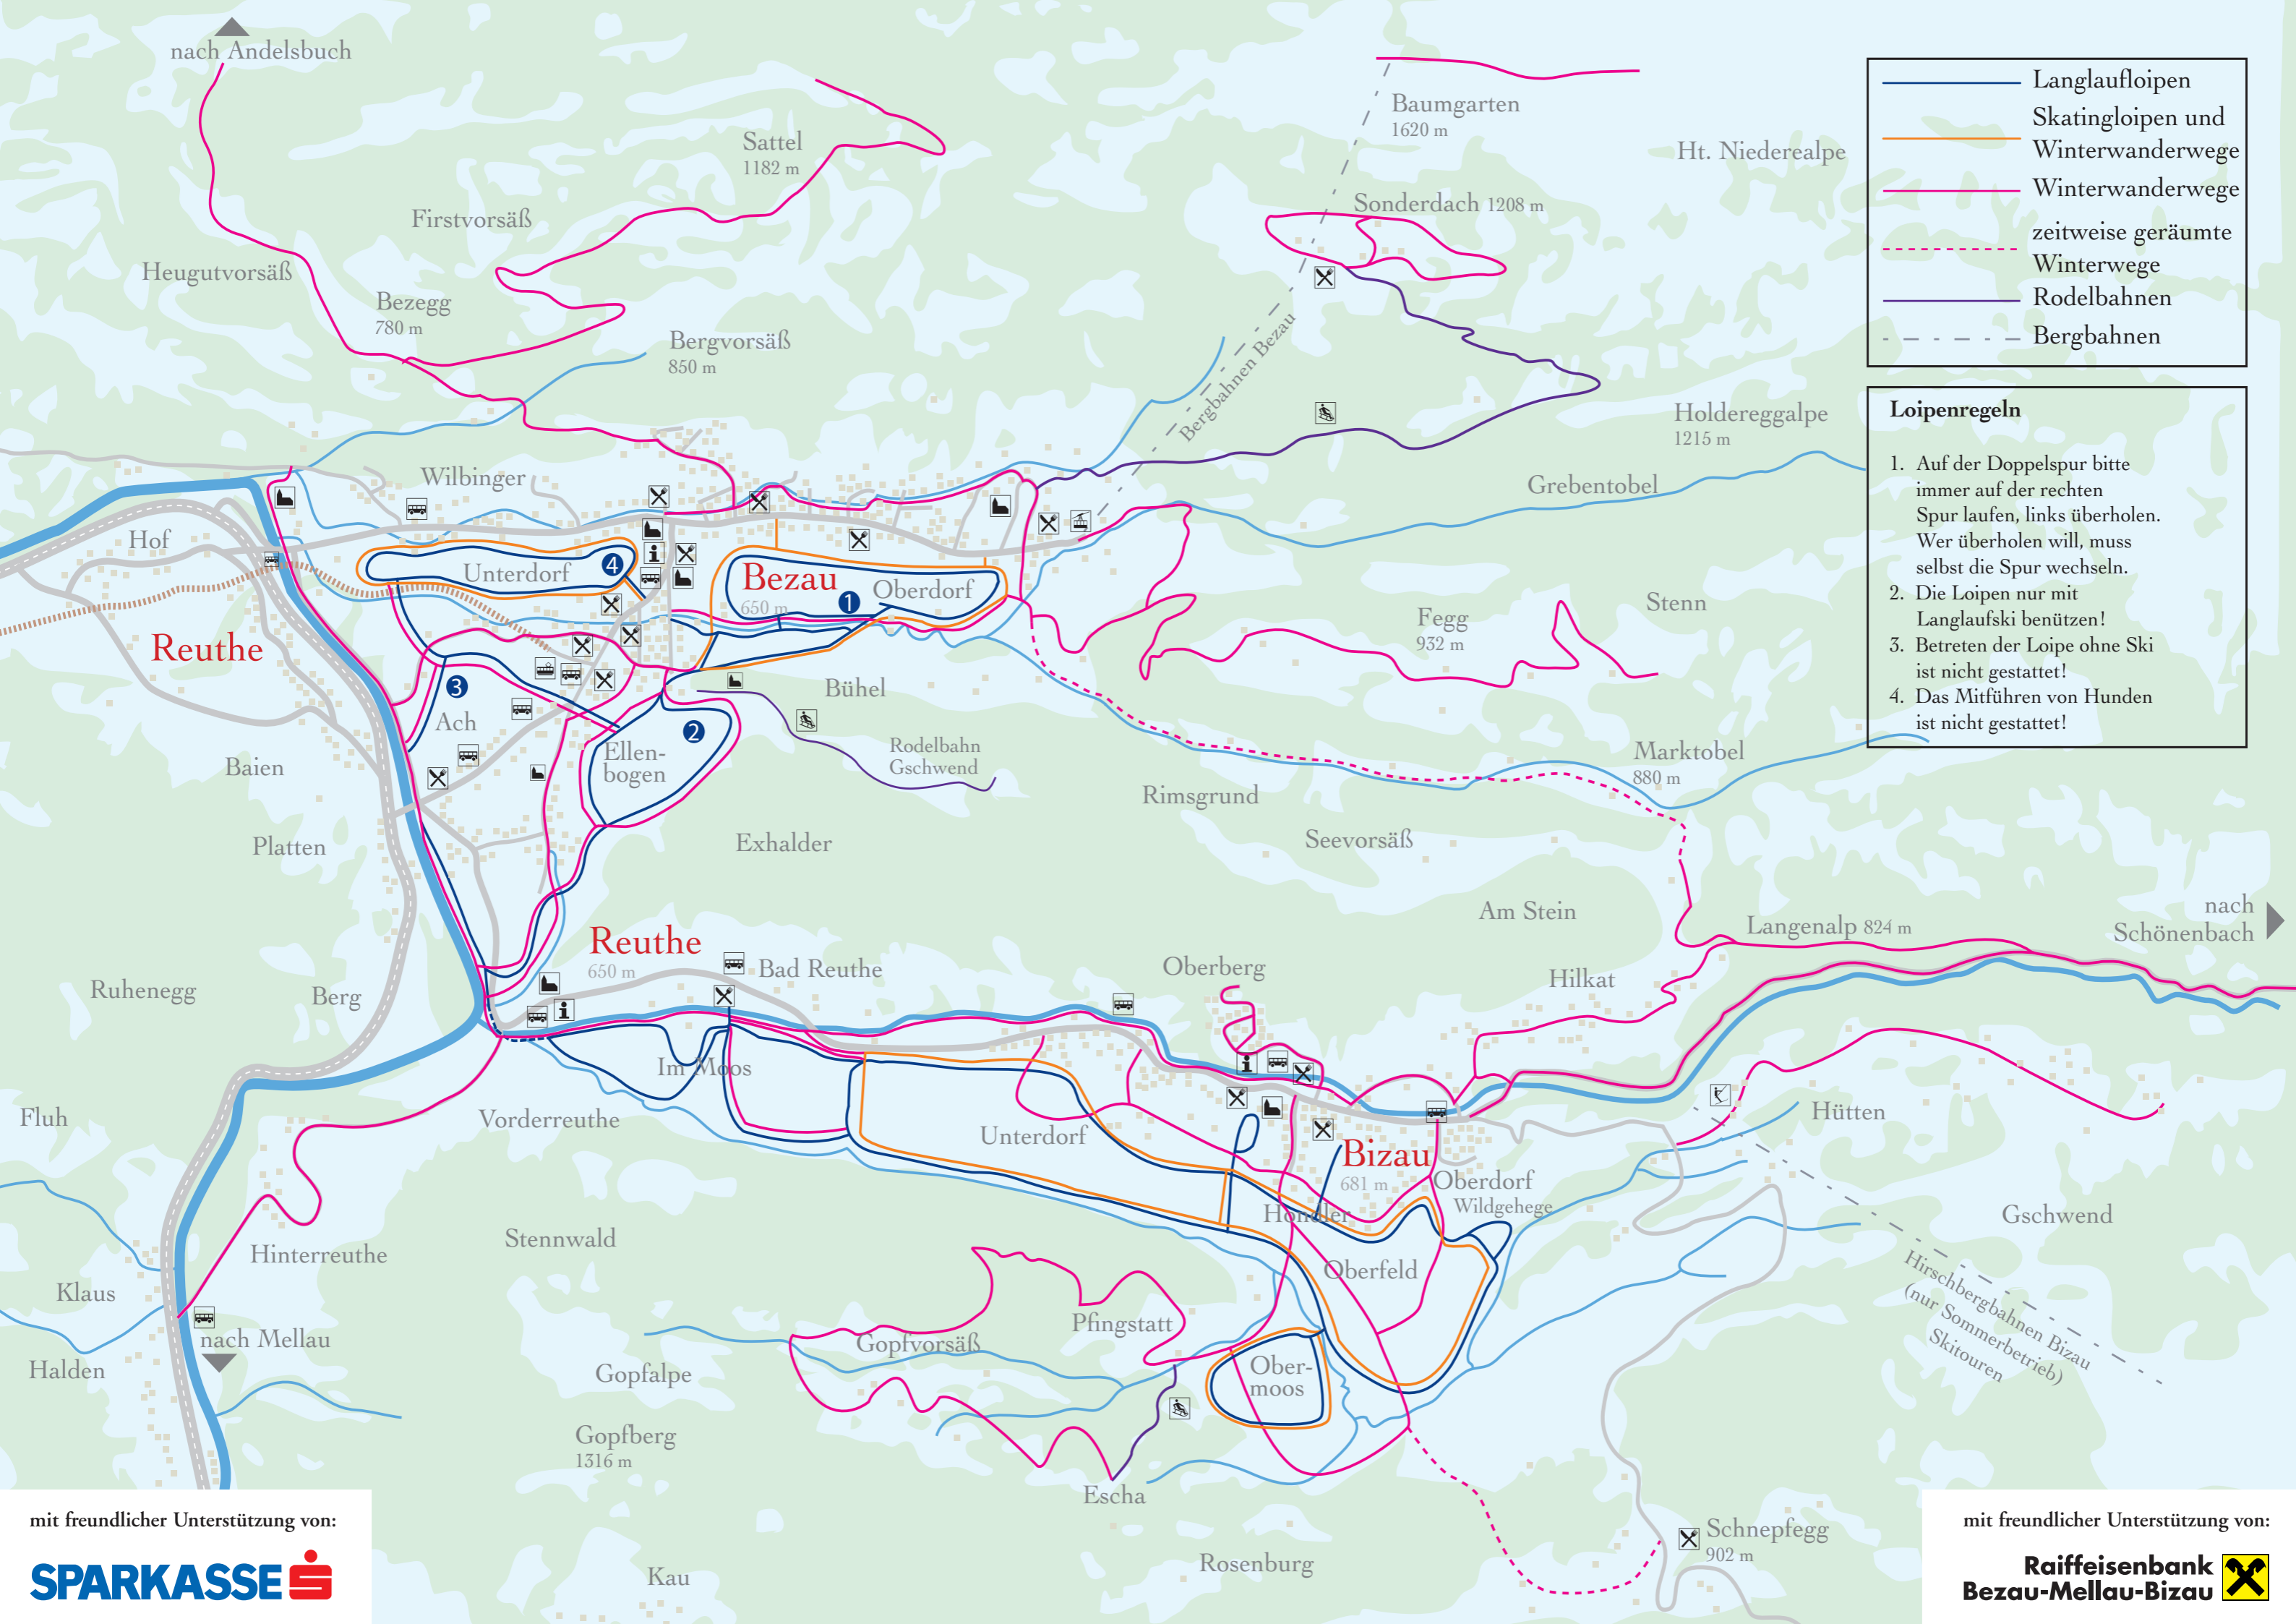 nach Andelsbuch
Baumgarten
1620 m
Sattel
1182 m
Ht. Niederealpe
Sonderdach 1208 m
Firstvorsäß
Heugutvorsäß
Bezegg
780 m
Bergvorsäß
850 m
Bergbahnen Bezau
Holdereggalpe
1215 m
Grebentobel
Wilbinger
Hof
Unterdorf
4
Bezau
650 m
1
Oberdorf
Reuthe
Fegg
932 m
Stenn
3
Ach
2
Ellen-
bogen
Bühel
Rodelbahn
Gschwend
Baien
Rimsgrund
Marktobel
880 m
Platten
Exhalder
Seevorsäß
Am Stein
Langenalp 824 m
nach
Schönenbach
Reuthe
650 m
Bad Reuthe
Oberberg
Hilkat
Ruhenegg
Berg
Im Moos
Fluh
Vorderreuthe
Unterdorf
Hütten
Bizau
681 m
Oberdorf
Wildgehege
Hondler
Gschwend
Stennwald
Hinterreuthe
Oberfeld
Klaus
Hirschbergbahnen Bizau
(nur Sommerbetrieb)
Skitouren
nach Mellau
Pfingstatt
Gopfvorsäß
Halden
Gopfalpe
Ober-
moos
Gopfberg
1316 m
Escha
Schnepfegg
902 m
Rosenburg
Kau
Langlaufloipen
Skatingloipen und
Winterwanderwege
Winterwanderwege
zeitweise geräumte
Winterwege
Rodelbahnen
Bergbahnen
Loipenregeln
1. Auf der Doppelspur bitte
immer auf der rechten
Spur laufen, links überholen.
Wer überholen will, muss
selbst die Spur wechseln.
2. Die Loipen nur mit
Langlaufski benützen!
3. Betreten der Loipe ohne Ski
ist nicht gestattet!
4. Das Mitführen von Hunden
ist nicht gestattet!
mit freundlicher Unterstützung von:
SPARKASSE
mit freundlicher Unterstützung von:
Raiffeisenbank
Bezau-Mellau-Bizau